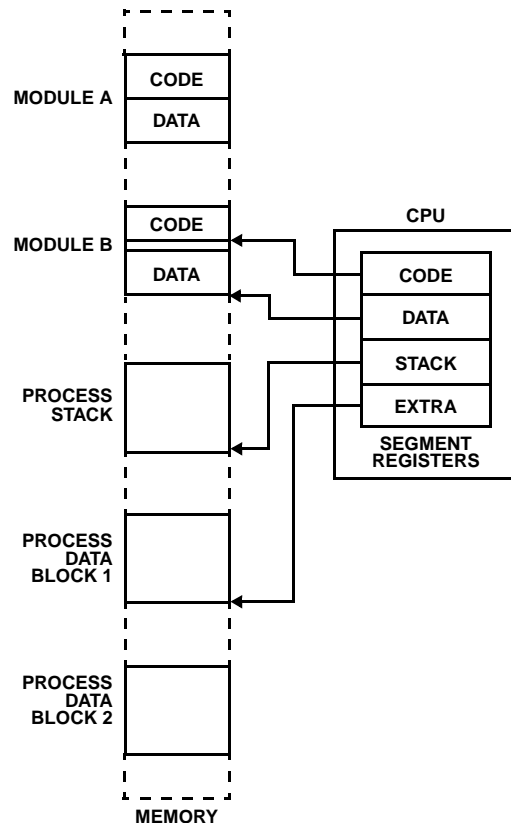 MODULE A
CODE
DATA
MODULE B
CODE
DATA
PROCESS
STACK
PROCESS
DATA
BLOCK 1
PROCESS
DATA
BLOCK 2
MEMORY
CPU
CODE
DATA
STACK
EXTRA
SEGMENT
REGISTERS